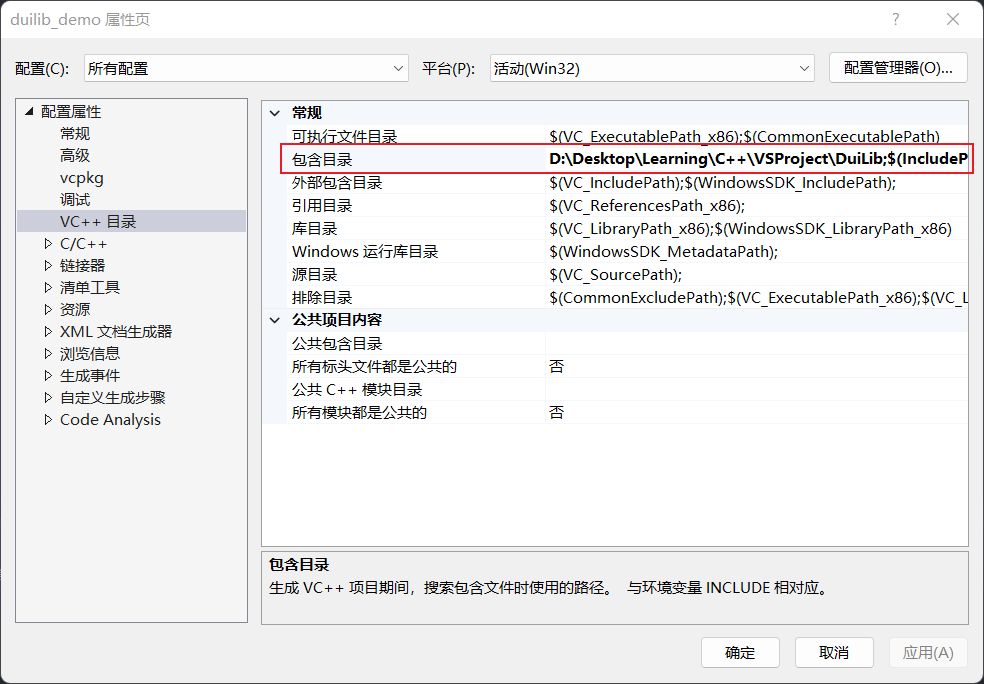 duilib_demo 属性页
配置(C): 所有配置 平台(P): 活动(Win32) 配置管理器(O)...
配置属性
常规
高级
vcpkg
调试
VC++ 目录
C/C++
链接器
清单工具
资源
XML 文档生成器
浏览信息
生成事件
自定义生成步骤
Code Analysis
常规
可执行文件目录 $(VC_ExecutablePath_x86);$(CommonExecutablePath)
包含目录 D:\Desktop\Learning\C++\VSProject\DuiLib;$(IncludeP
外部包含目录 $(VC_IncludePath);$(WindowsSDK_IncludePath);
引用目录 $(VC_ReferencesPath_x86);
库目录 $(VC_LibraryPath_x86);$(WindowsSDK_LibraryPath_x86)
Windows 运行库目录 $(WindowsSDK_MetadataPath);
源目录 $(VC_SourcePath);
排除目录 $(CommonExcludePath);$(VC_ExecutablePath_x86);$(VC_L
公共项目内容
公共包含目录
所有标头文件都是公共的 否
公共 C++ 模块目录
所有模块都是公共的 否
包含目录
生成 VC++ 项目期间，搜索包含文件时使用的路径。 与环境变量 INCLUDE 相对应。
确定 取消 应用(A)